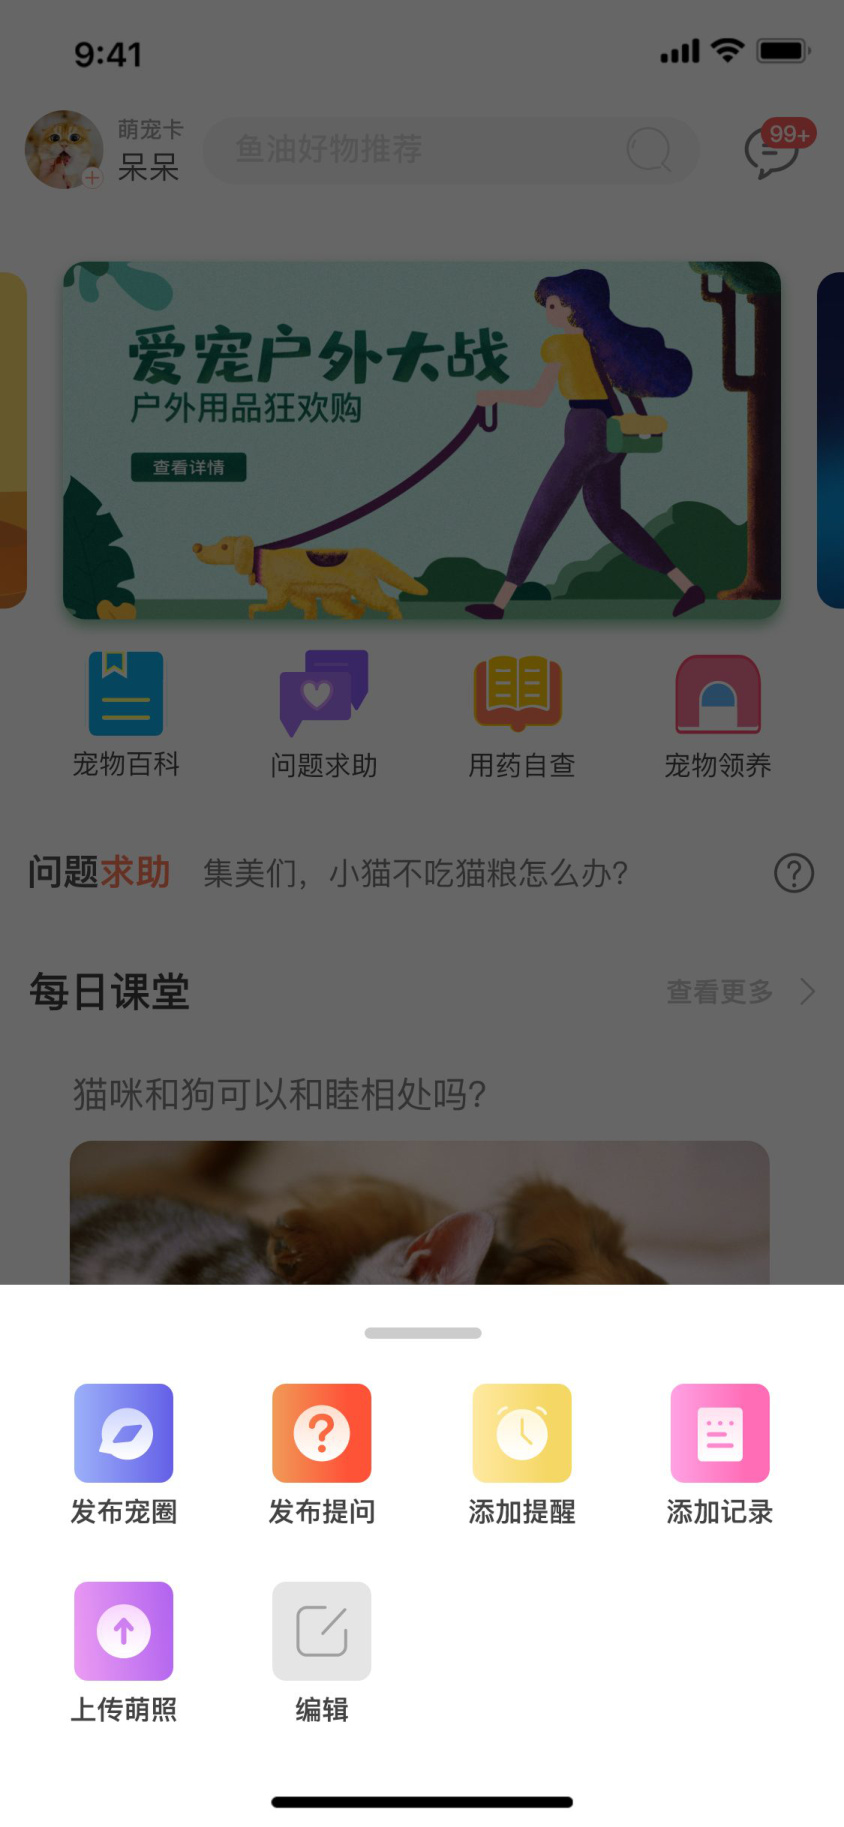 9:41
萌宠卡
呆呆
鱼油好物推荐
99+
爱宠户外大战
户外用品狂欢购
查看详情
宠物百科 问题求助 用药自查 宠物领养
问题求助 集美们，小猫不吃猫粮怎么办?
每日课堂 查看更多
猫咪和狗可以和睦相处吗?
发布宠圈 发布提问 添加提醒 添加记录
上传萌照 编辑